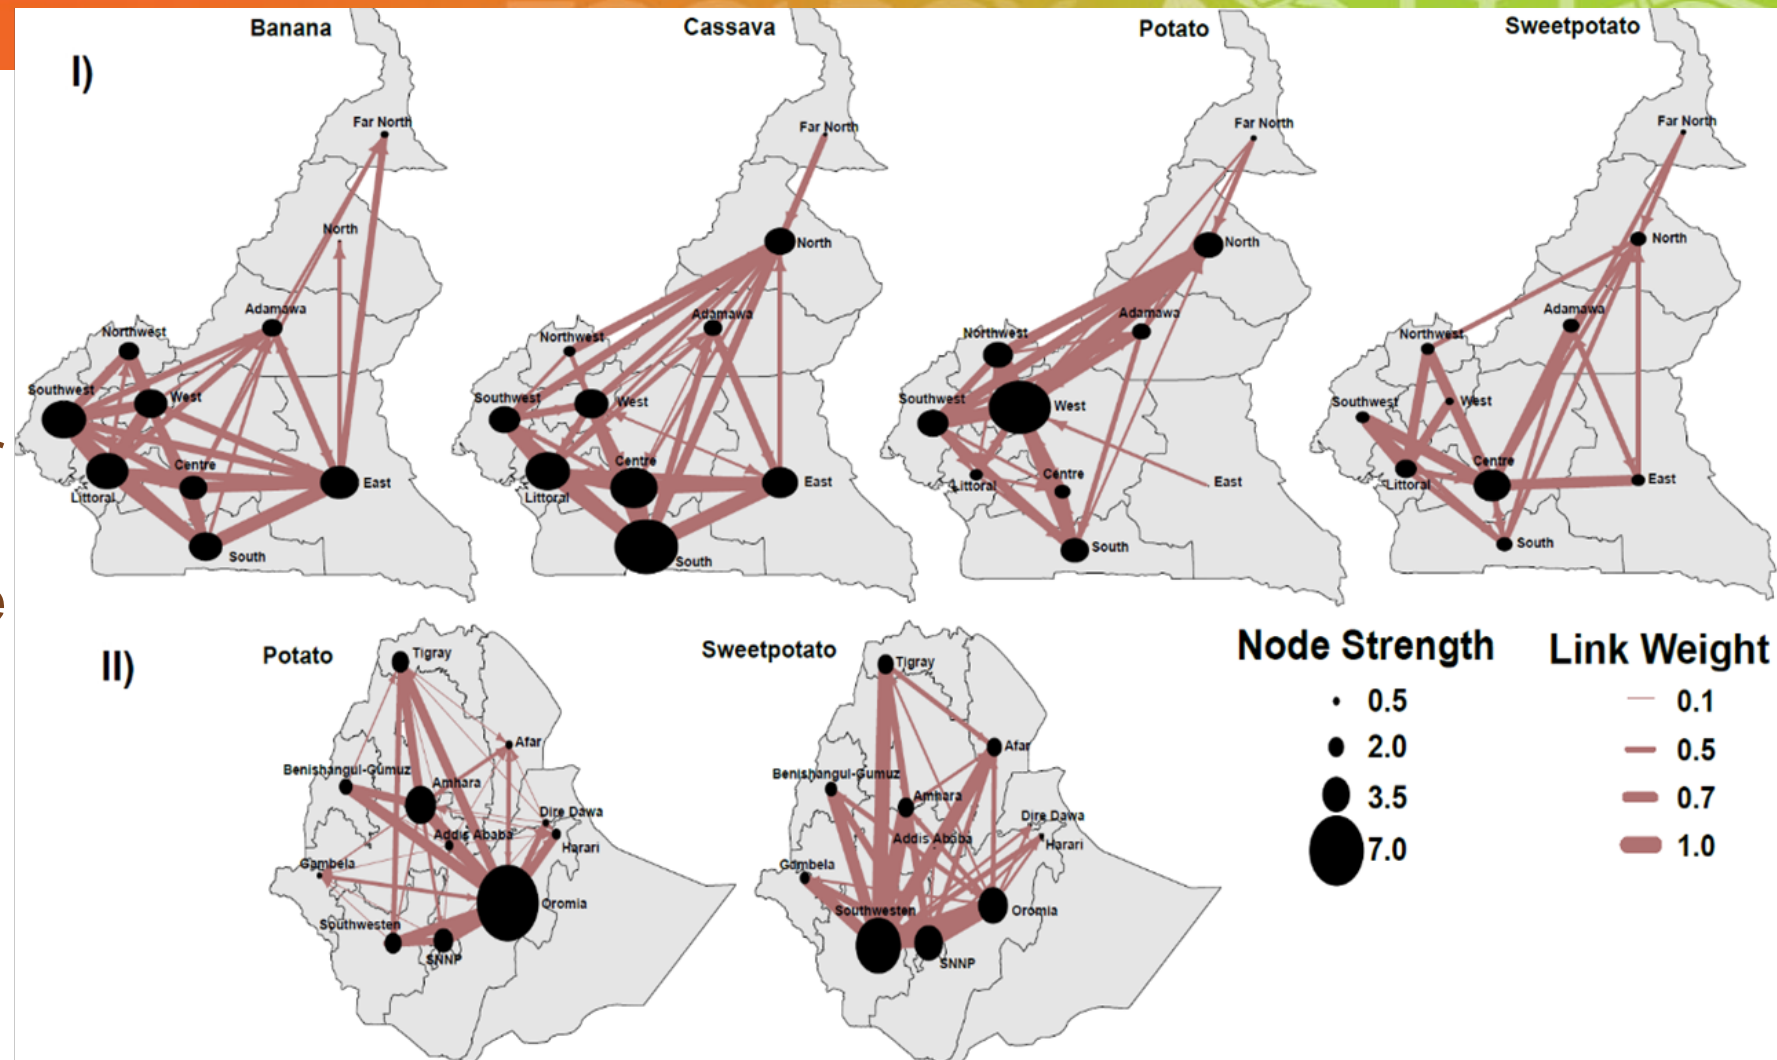 Banana
Cassava
Potato
Sweetpotato
I)
Far North
North
Adamawa
Northwest
Southwest
West
Littoral
Centre
East
South
Far North
North
Adamawa
Northwest
Southwest
West
Littoral
Centre
East
South
Far North
North
Adamawa
Northwest
Southwest
West
Littoral
Centre
East
South
Far North
North
Adamawa
Northwest
Southwest
West
Littoral
Centre
East
South
II)
Potato
Tigray
Afar
Benishangul-Gumuz
Amhara
Dire Dawa
Addis Ababa
Harari
Gambela
Oromia
Southwesten
SNNP
Sweetpotato
Tigray
Afar
Benishangul-Gumuz
Amhara
Dire Dawa
Addis Ababa
Harari
Gambela
Southwesten
Oromia
SNNP
Node Strength
0.5
2.0
3.5
7.0
Link Weight
0.1
0.5
0.7
1.0